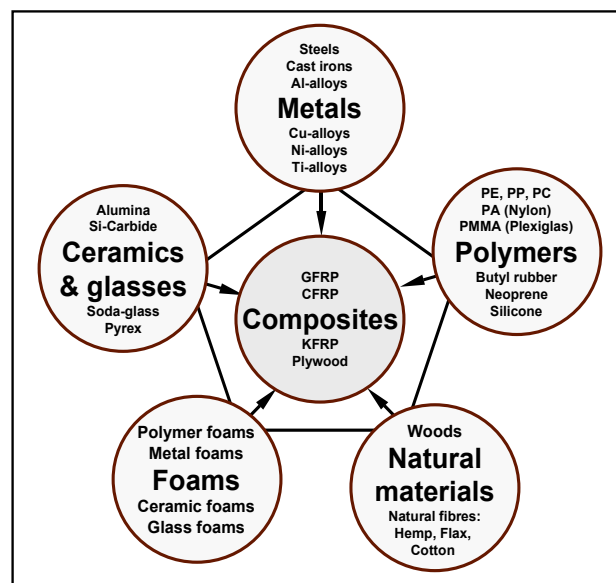 Steels
Cast irons
Al-alloys
Metals
Cu-alloys
Ni-alloys
Ti-alloys
Alumina
Si-Carbide
Ceramics
& glasses
Soda-glass
Pyrex
PE, PP, PC
PA (Nylon)
PMMA (Plexiglas)
Polymers
Butyl rubber
Neoprene
Silicone
GFRP
CFRP
Composites
KFRP
Plywood
Polymer foams
Metal foams
Foams
Ceramic foams
Glass foams
Woods
Natural
materials
Natural fibres:
Hemp, Flax,
Cotton